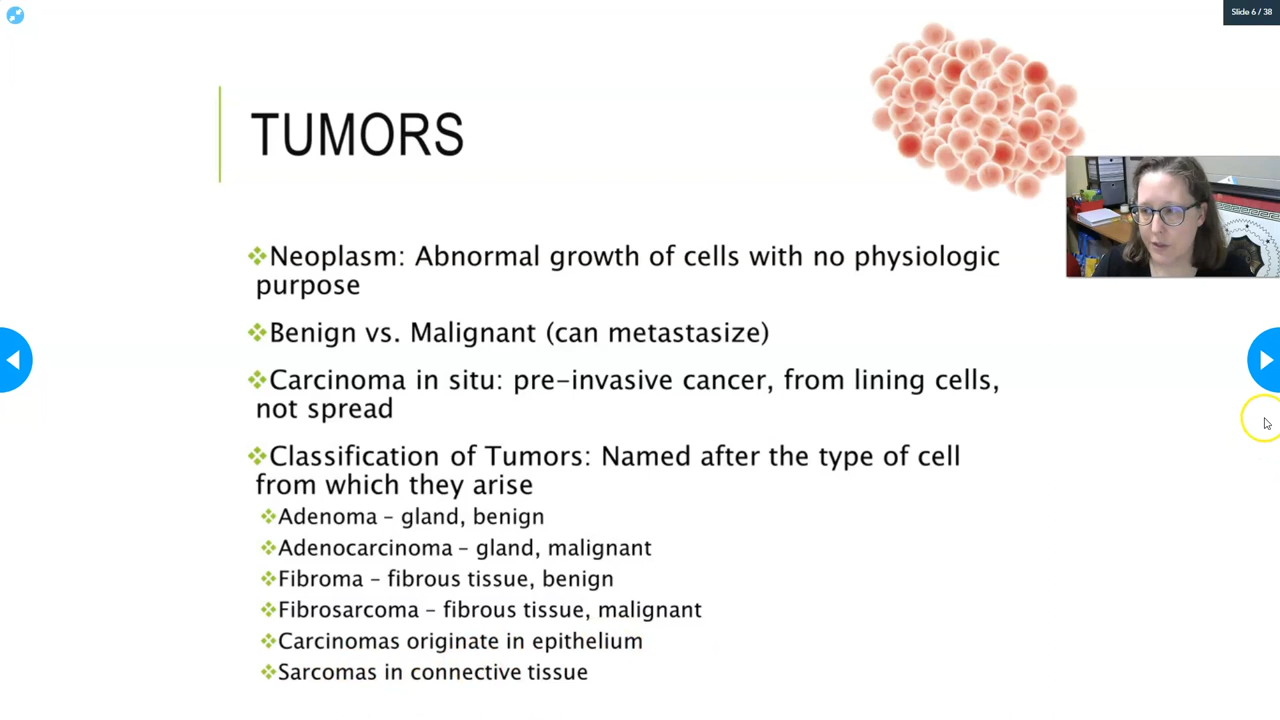 Slide 6 / 38
TUMORS
Neoplasm: Abnormal growth of cells with no physiologic
purpose
Benign vs. Malignant (can metastasize)
Carcinoma in situ: pre-invasive cancer, from lining cells,
not spread
Classification of Tumors: Named after the type of cell
from which they arise
Adenoma – gland, benign
Adenocarcinoma – gland, malignant
Fibroma – fibrous tissue, benign
Fibrosarcoma – fibrous tissue, malignant
Carcinomas originate in epithelium
Sarcomas in connective tissue